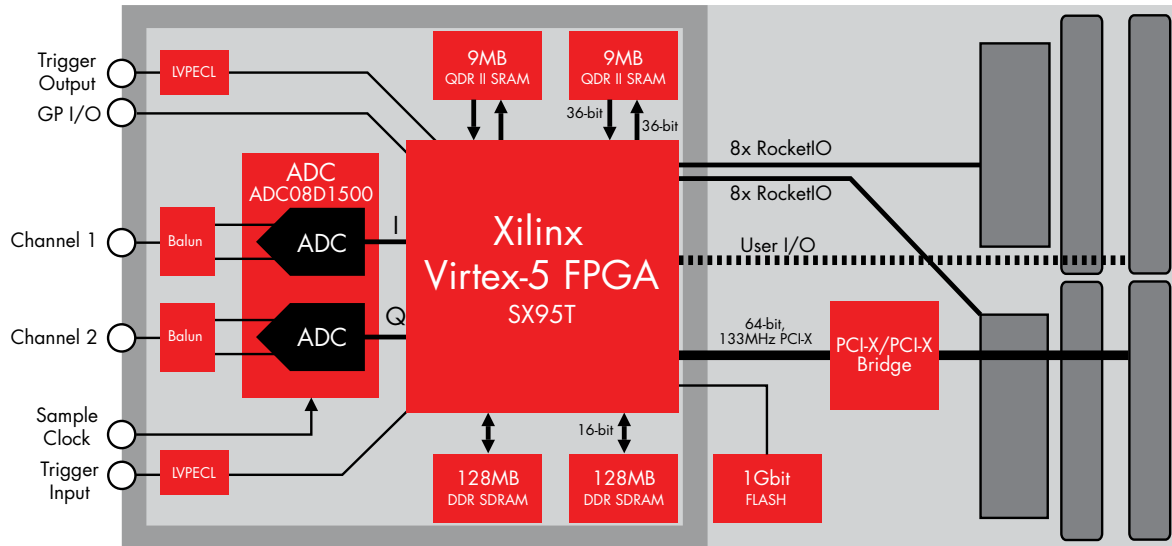 Trigger
Output
GP I/O
Channel 1
Channel 2
Sample
Clock
Trigger
Input
LVPECL
LVPECL
Balun
Balun
ADC
ADC08D1500
ADC
ADC
I
Q
9MB
QDR II SRAM
9MB
QDR II SRAM
36-bit
36-bit
Xilinx
Virtex-5 FPGA
SX95T
16-bit
128MB
DDR SDRAM
128MB
DDR SDRAM
1Gbit
FLASH
8x RocketIO
8x RocketIO
User I/O
64-bit,
133MHz PCI-X
PCI-X/PCI-X
Bridge